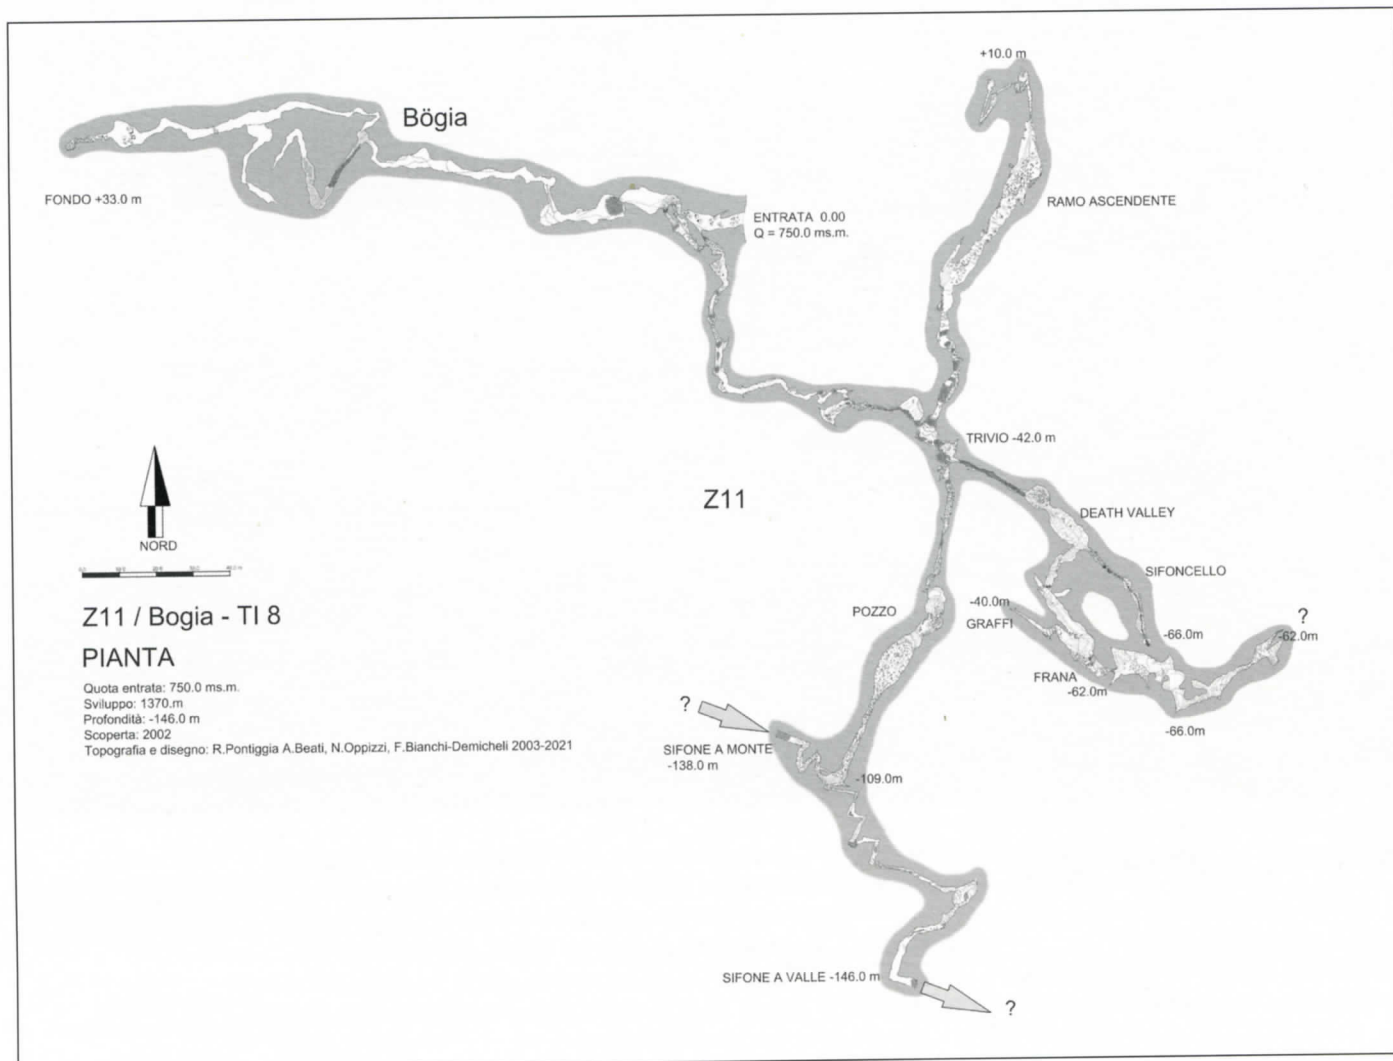 +10.0 m
Bögia
FONDO +33.0 m
RAMO ASCENDENTE
ENTRATA 0.00
Q = 750.0 ms.m.
TRIVIO -42.0 m
Z11
DEATH VALLEY
NORD
SIFONCELLO
Z11 / Bogia - TI 8
POZZO
-40.0m
GRAFFI
?
-62.0m
-66.0m
PIANTA
FRANA
-62.0m
-66.0m
Quota entrata: 750.0 ms.m.
Sviluppo: 1370.m
Profondità: -146.0 m
Scoperta: 2002
Topografia e disegno: R.Pontiggia A.Beati, N.Oppizzi, F.Bianchi-Demicheli 2003-2021
?
SIFONE A MONTE
-138.0 m
-109.0m
SIFONE A VALLE -146.0 m
?